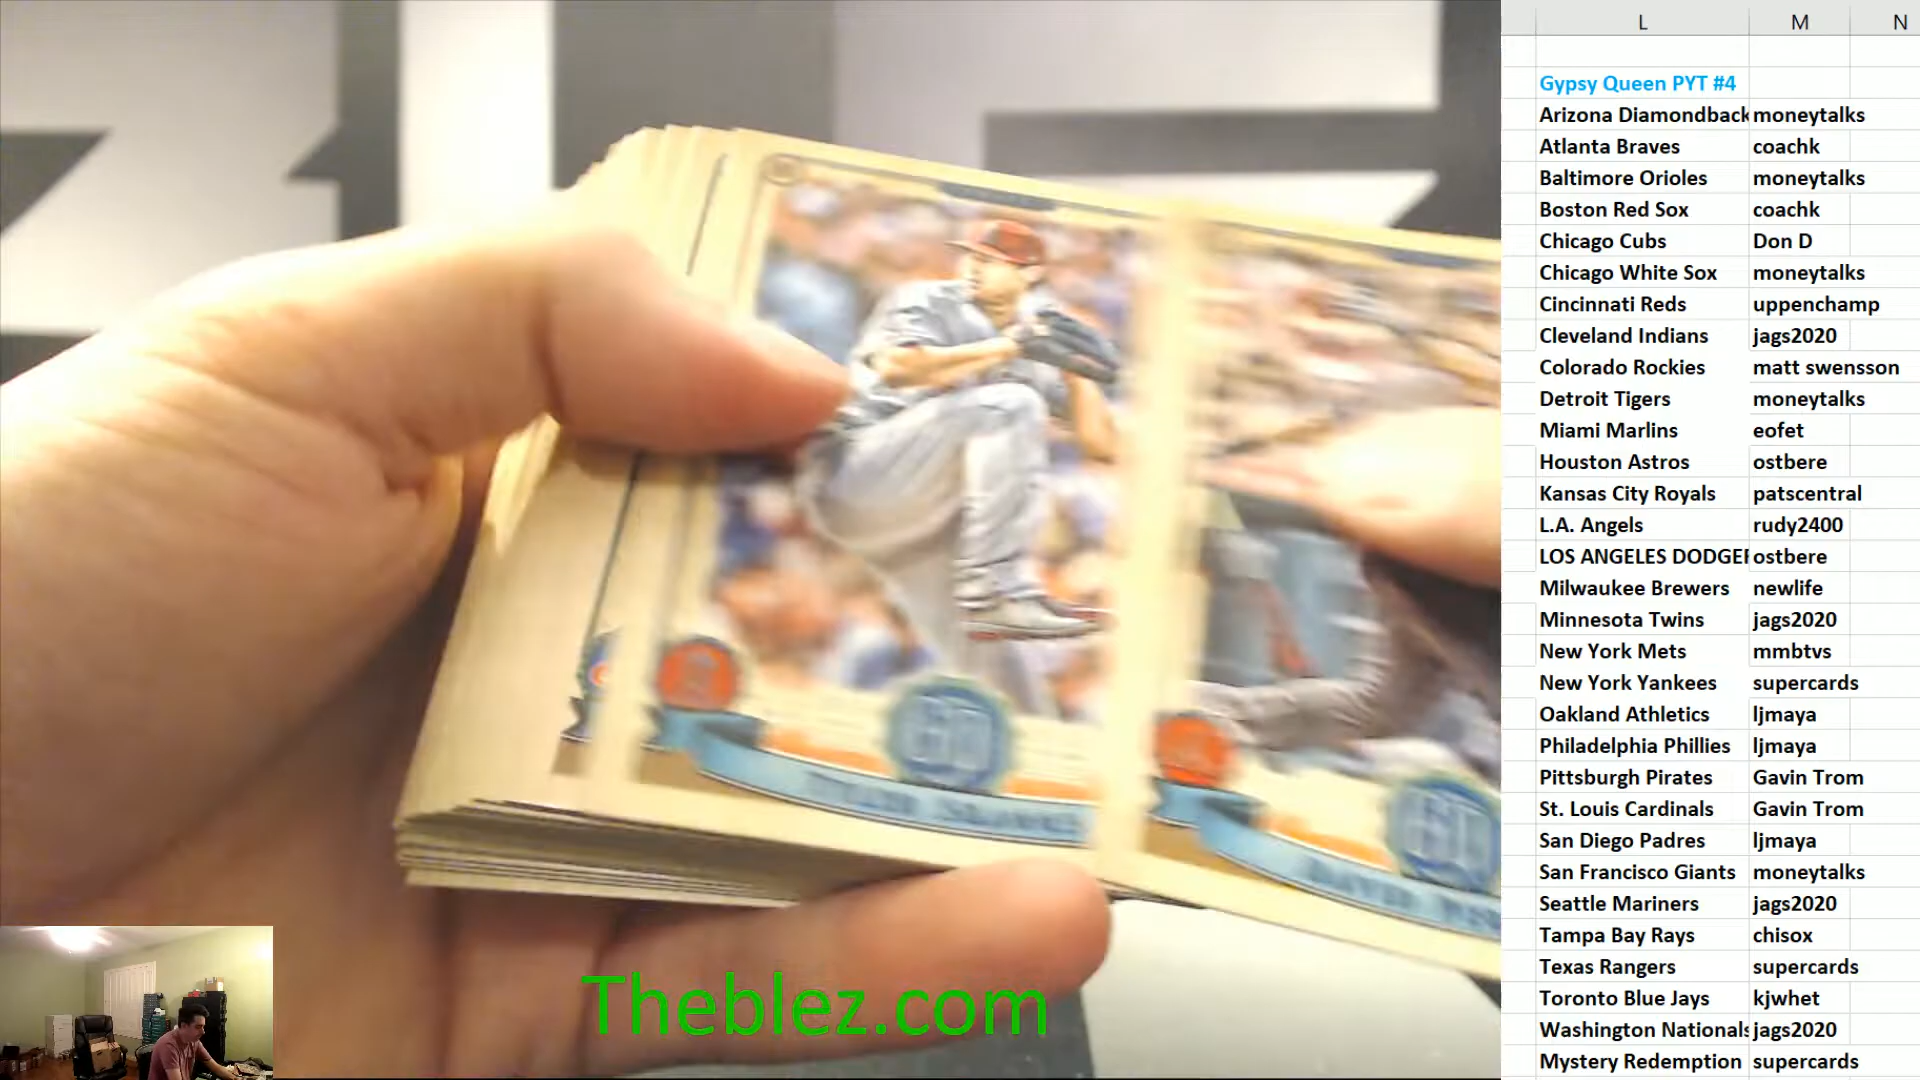 L M N
Gypsy Queen PYT #4
Arizona Diamondback moneytalks
Atlanta Braves coachk
Baltimore Orioles moneytalks
Boston Red Sox coachk
Chicago Cubs Don D
Chicago White Sox moneytalks
Cincinnati Reds uppenchamp
Cleveland Indians jags2020
Colorado Rockies matt swensson
Detroit Tigers moneytalks
Miami Marlins eofet
Houston Astros ostbere
Kansas City Royals patscentral
L.A. Angels rudy2400
LOS ANGELES DODGER ostbere
Milwaukee Brewers newlife
Minnesota Twins jags2020
New York Mets mmbtvs
New York Yankees supercards
Oakland Athletics ljmaya
Philadelphia Phillies ljmaya
Pittsburgh Pirates Gavin Trom
St. Louis Cardinals Gavin Trom
San Diego Padres ljmaya
San Francisco Giants moneytalks
Seattle Mariners jags2020
Tampa Bay Rays chisox
Texas Rangers supercards
Toronto Blue Jays kjwhet
Washington Nationals jags2020
Mystery Redemption supercards
TYLER SKAGGS
DAVID
Theblez.com